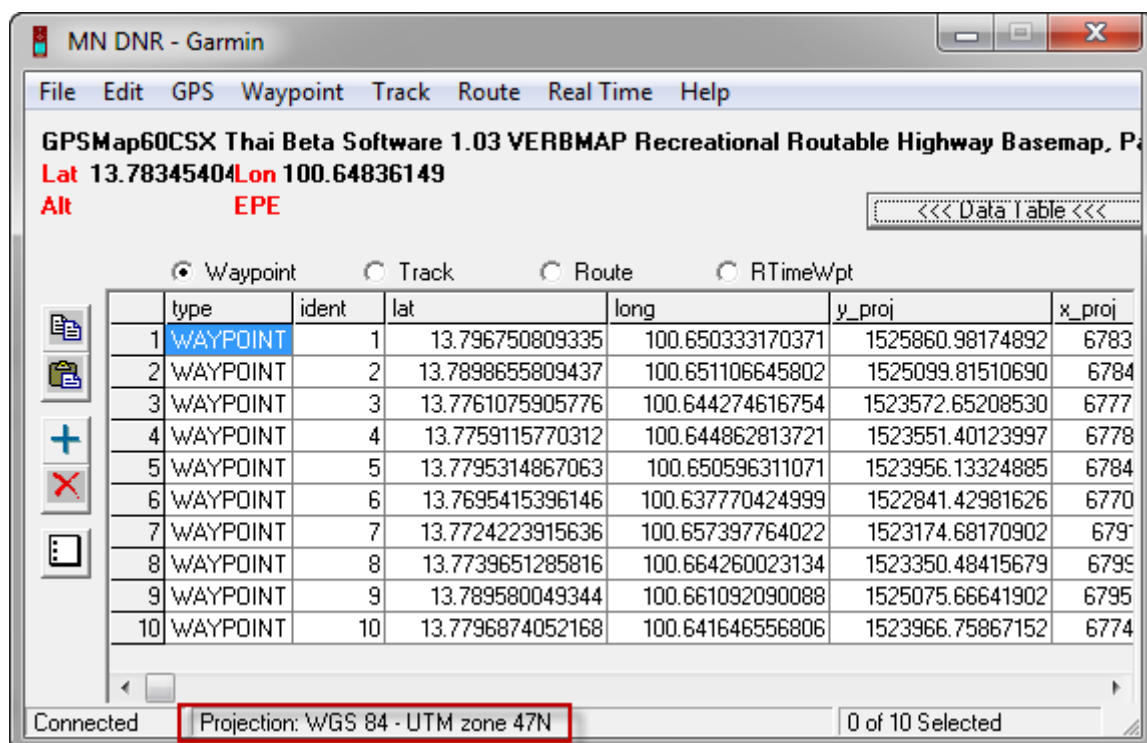 MN DNR - Garmin
File Edit GPS Waypoint Track Route Real Time Help
GPSMap60CSX Thai Beta Software 1.03 VERBMAP Recreational Routable Highway Basemap,
Lat 13.78345404 Lon 100.64836149
Alt EPE
<<< Data Table <<<
Waypoint Track Route RTimeWpt
type ident lat long y_proj x_proj
1 WAYPOINT 1 13.796750809335 100.650333170371 1525860.98174892 6783
2 WAYPOINT 2 13.7898655809437 100.651106645802 1525099.81510690 6784
3 WAYPOINT 3 13.7761075905776 100.644274616754 1523572.65208530 6777
4 WAYPOINT 4 13.7759115770312 100.644862813721 1523551.40123997 6778
5 WAYPOINT 5 13.7795314867063 100.650596311071 1523956.13324885 6784
6 WAYPOINT 6 13.7695415396146 100.637770424999 1522841.42981626 6770
7 WAYPOINT 7 13.7724223915636 100.657397764022 1523174.68170902 679
8 WAYPOINT 8 13.7739651285816 100.664260023134 1523350.48415679 6795
9 WAYPOINT 9 13.789580049344 100.661092090088 1525075.66641902 6795
10 WAYPOINT 10 13.7796874052168 100.641646556806 1523966.75867152 6774
Connected Projection: WGS 84 - UTM zone 47N 0 of 10 Selected